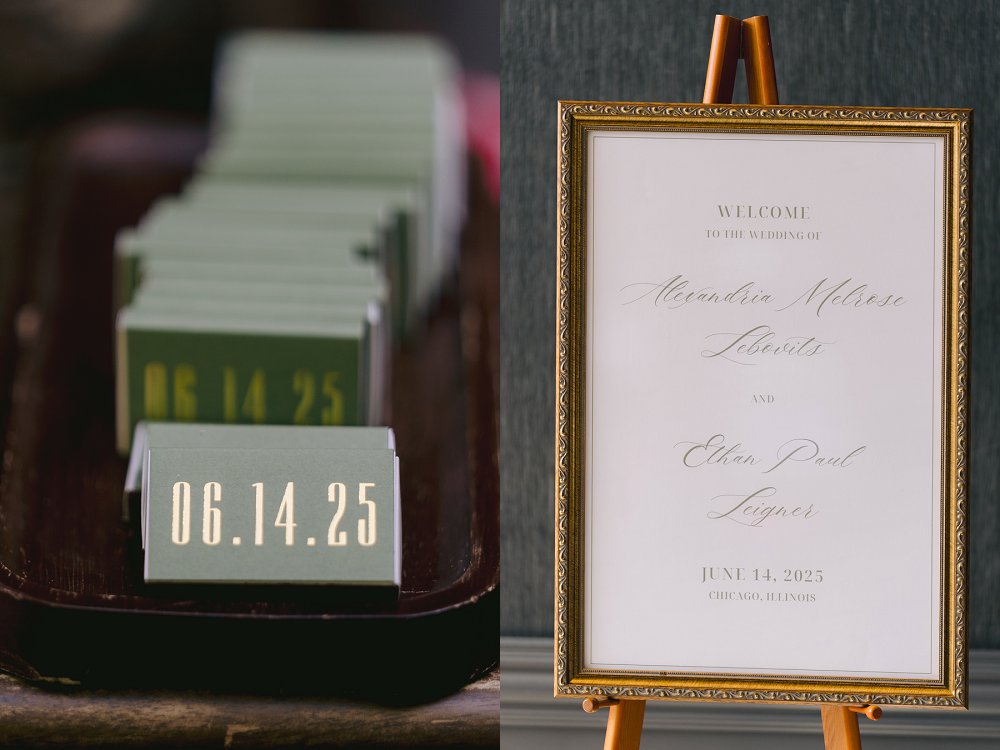 06.14.25
06.14.25
WELCOME
TO THE WEDDING OF
Alexandria Melrose
Lebovits
AND
Ethan Paul
Leigner
JUNE 14, 2025
CHICAGO, ILLINOIS